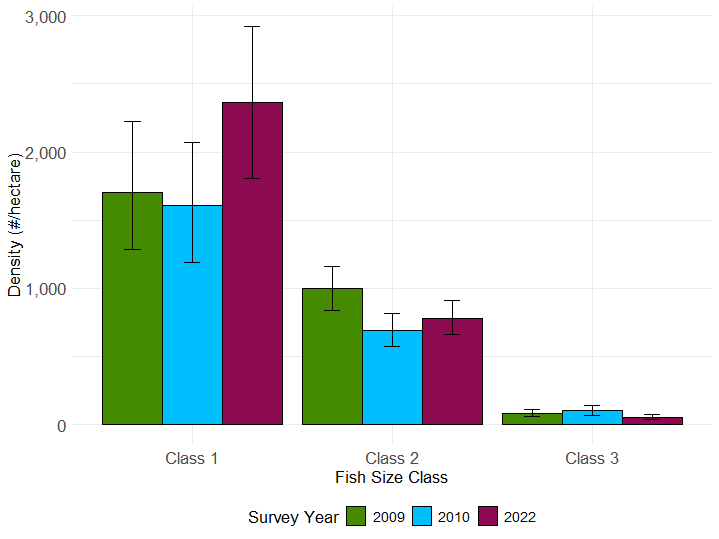 3,000
2,000
1,000
0
Density (#/hectare)
Class 1 Class 2 Class 3
Fish Size Class
Survey Year 2009 2010 2022